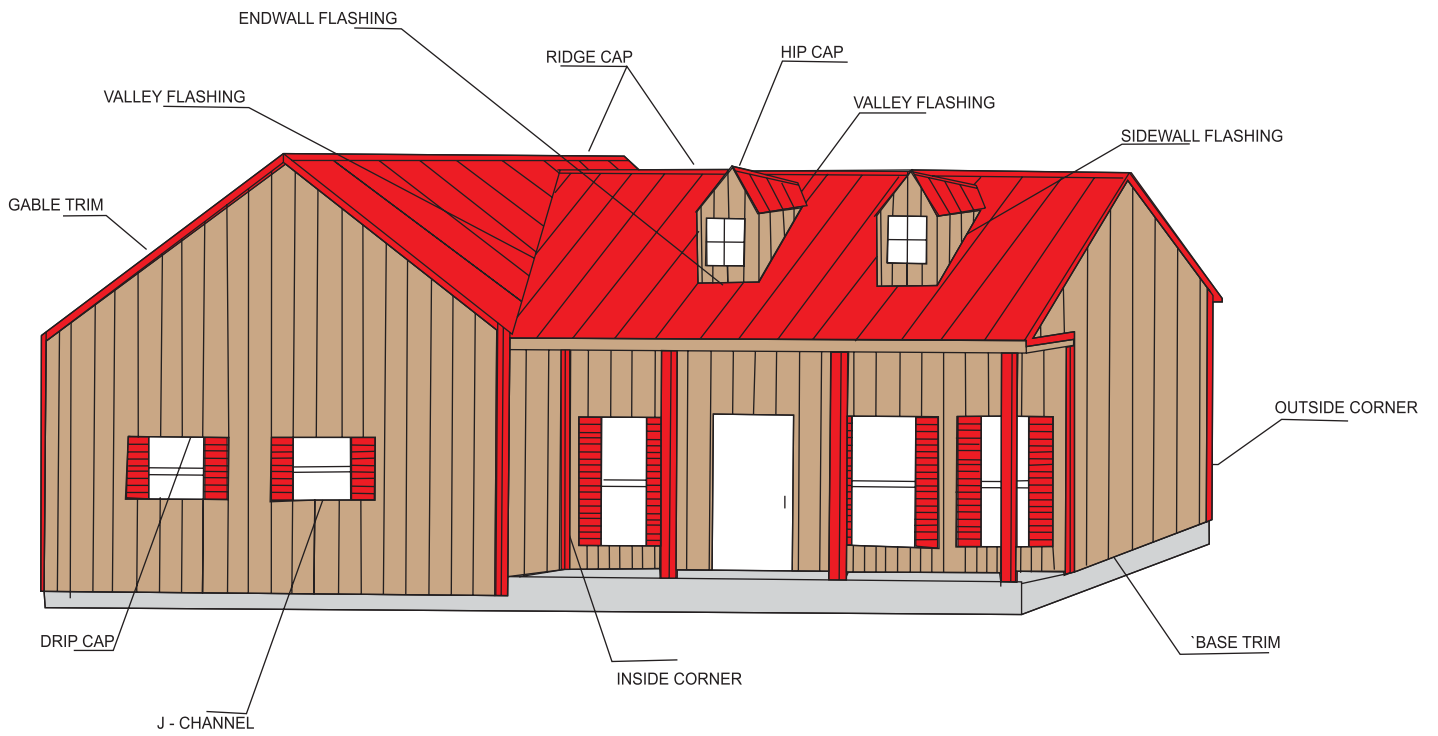 ENDWALL FLASHING
RIDGE CAP
HIP CAP
VALLEY FLASHING
VALLEY FLASHING
SIDEWALL FLASHING
GABLE TRIM
OUTSIDE CORNER
DRIP CAP
`BASE TRIM
INSIDE CORNER
J - CHANNEL